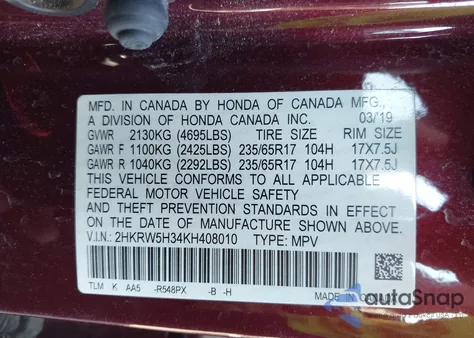 MFD. IN CANADA BY HONDA OF CANADA MFG.,
A DIVISION OF HONDA CANADA INC. 03/19
GVWR 2130KG (4695LBS) TIRE SIZE RIM SIZE
GAWR F 1100KG (2425LBS) 235/65R17 104H 17X7.5J
GAWR R 1040KG (2292LBS) 235/65R17 104H 17X7.5J
THIS VEHICLE CONFORMS TO ALL APPLICABLE
FEDERAL MOTOR VEHICLE SAFETY
AND THEFT PREVENTION STANDARDS IN EFFECT
ON THE DATE OF MANUFACTURE SHOWN ABOVE.
V.I.N.: 2HKRW5H34KH408010 TYPE: MPV
TLM K AA5 -R548PX -B -H MADE IN
autoSnap